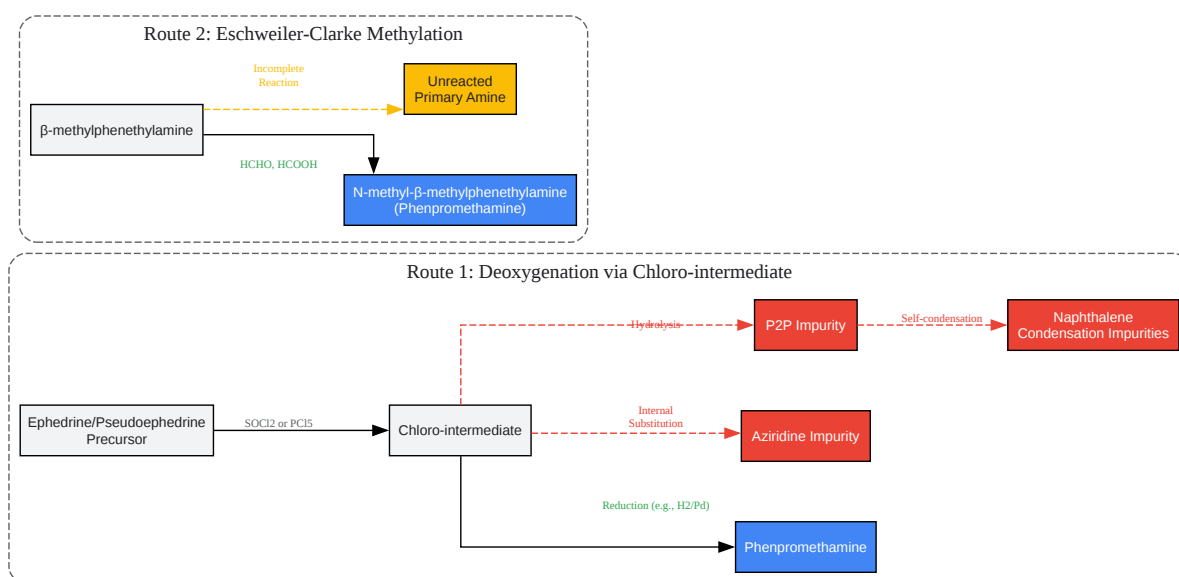 Route 2: Eschweiler-Clarke Methylation
Incomplete
Reaction
Unreacted
Primary Amine
β-methylphenethylamine
HCHO, HCOOH
N-methyl-β-methylphenethylamine
(Phenpromethamine)
Route 1: Deoxygenation via Chloro-intermediate
Hydrolysis
P2P Impurity
Self-condensation
Naphthalene
Condensation Impurities
Ephedrine/Pseudoephedrine
Precursor
SOCl2 or PCl5
Chloro-intermediate
Internal
Substitution
Aziridine Impurity
Reduction (e.g., H2/Pd)
Phenpromethamine